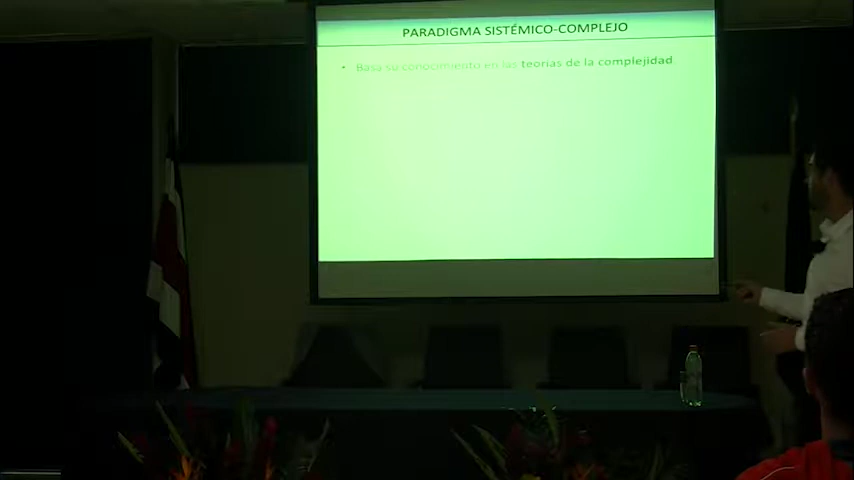 PARADIGMA SISTÉMICO-COMPLEJO
• Basa su conocimiento en las teorías de la complejidad